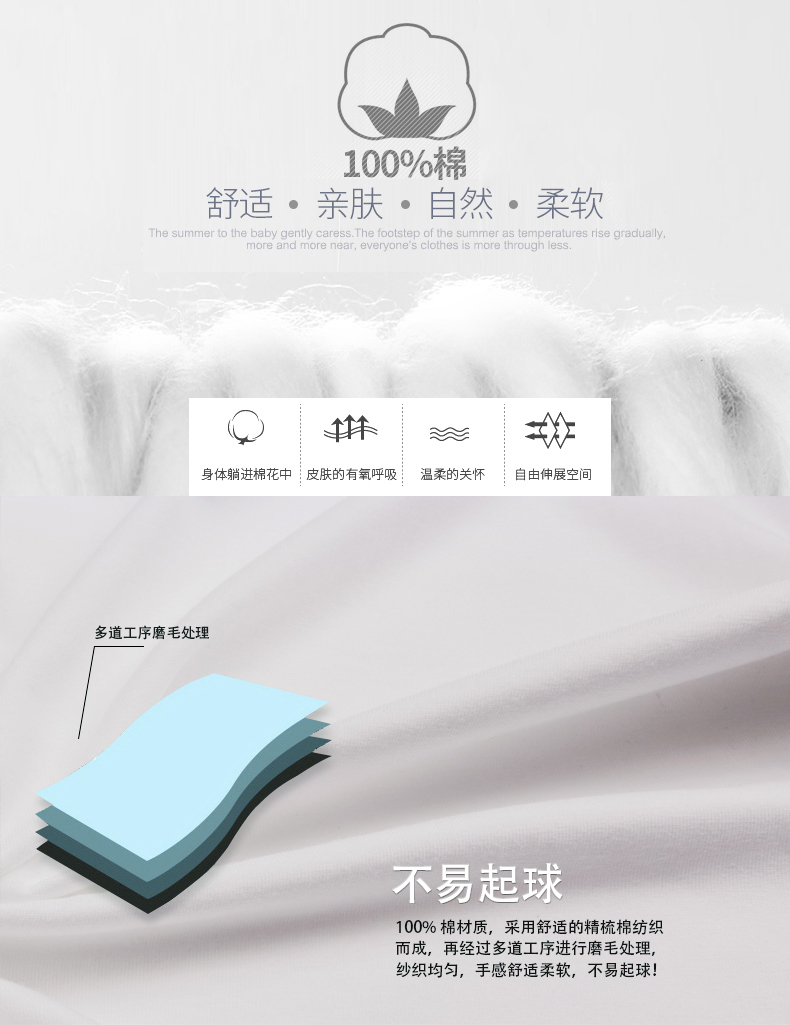 100%棉
舒适·亲肤·自然·柔软
The summer to the baby gently caress.The footstep of the summer as temperatures rise gradually,
more and more near, everyone's clothes is more through less.
身体躺进棉花中
皮肤的有氧呼吸
温柔的关怀
自由伸展空间
多道工序磨毛处理
不易起球
100% 棉材质，采用舒适的精梳棉纺织
而成，再经过多道工序进行磨毛处理，
纱织均匀，手感舒适柔软，不易起球！